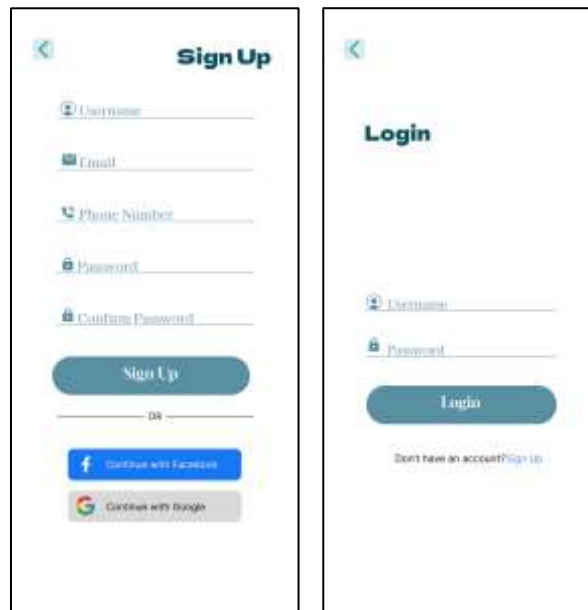 Sign Up
Username
Email
Phone Number
Password
Confirm Password
Sign Up
OR
Continue with Facebook
Continue with Google
Login
Username
Password
Login
Don't have an account?Sign Up